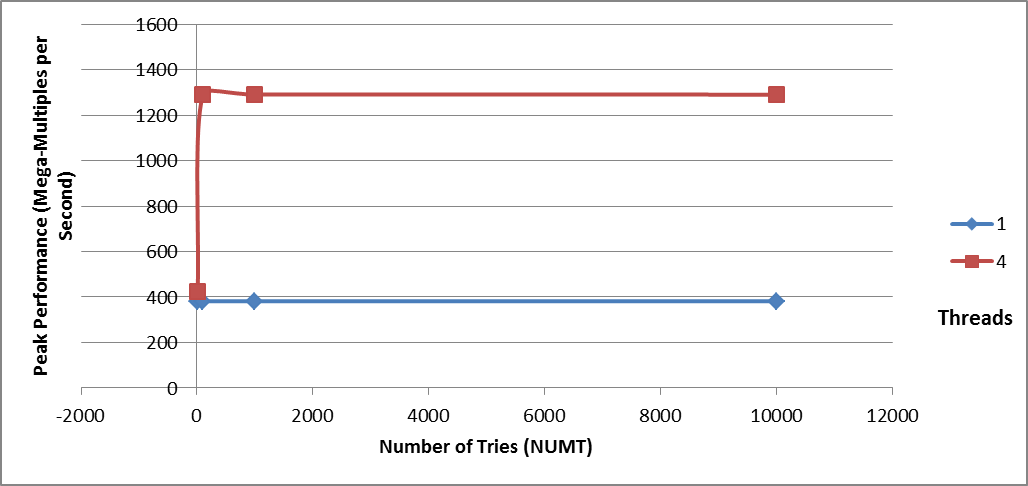 1600
1400
1200
1000
800
600
400
200
0
Peak Performance (Mega-Multiples per
Second)
-2000 0 2000 4000 6000 8000 10000 12000
Number of Tries (NUMT)
1
4
Threads